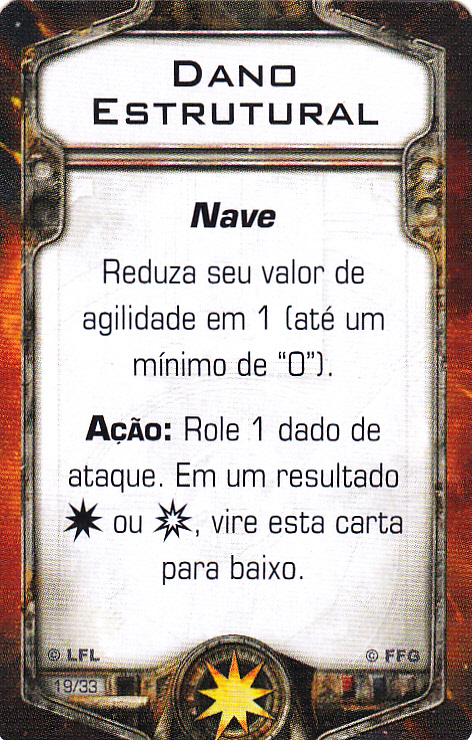 DANO
ESTRUTURAL
Nave
Reduza seu valor de
agilidade em 1 (até um
mínimo de “0”).
AÇÃO: Role 1 dado de
ataque. Em um resultado
ou , vire esta carta
para baixo.
© LFL
© FFG
19/33